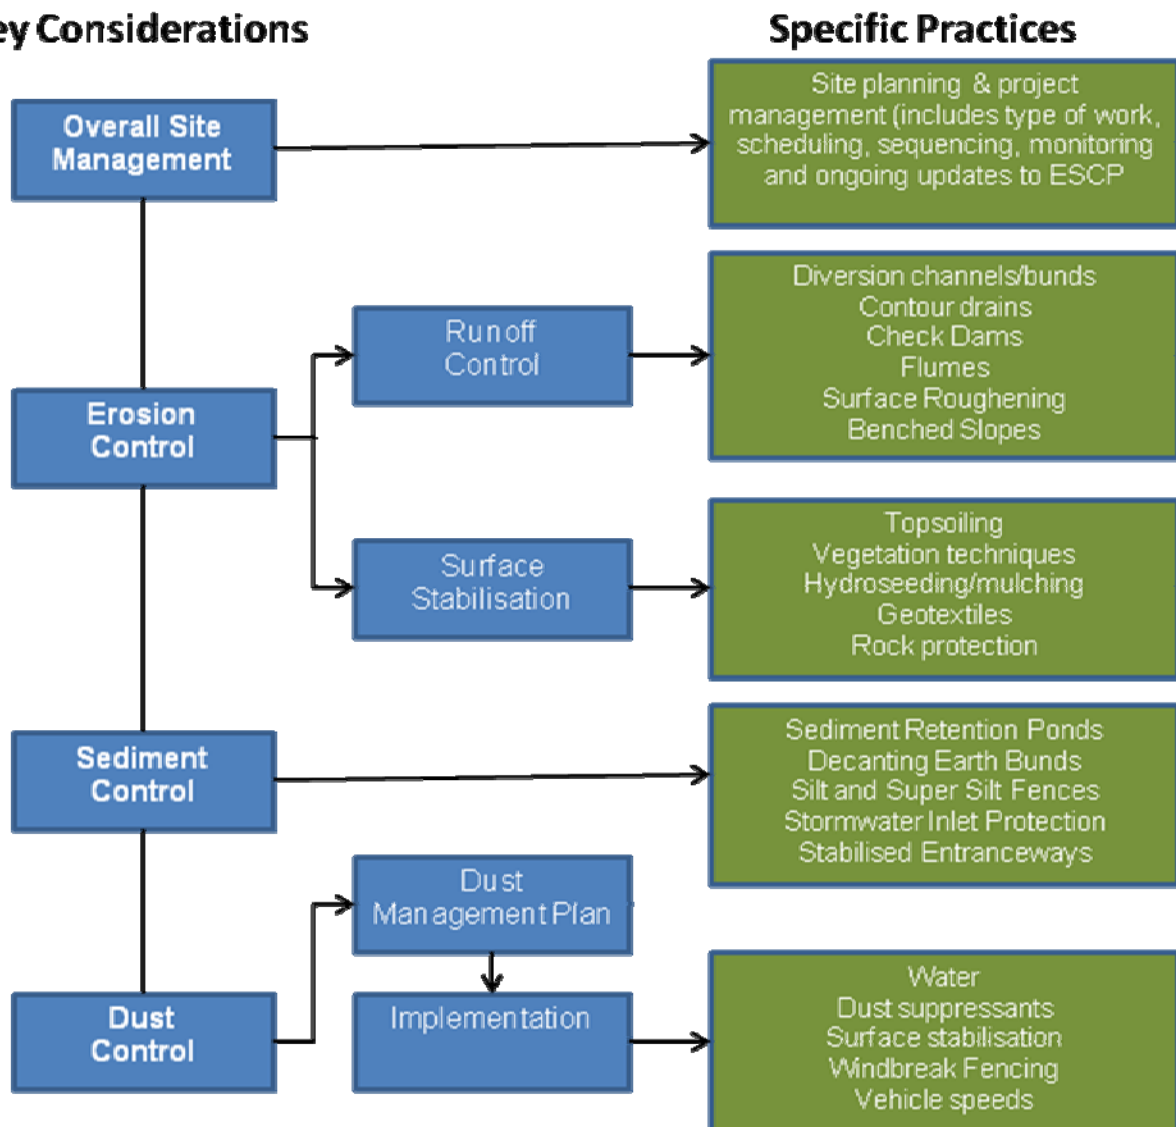 ey Considerations
Specific Practices
Overall Site
Management
Site planning & project
management (includes type of work,
scheduling, sequencing, monitoring
and ongoing updates to ESCP
Erosion
Control
Runoff
Control
Diversion channels/bunds
Contour drains
Check Dams
Flumes
Surface Roughening
Benched Slopes
Surface
Stabilisation
Topsoiling
Vegetation techniques
Hydroseeding/mulching
Geotextiles
Rock protection
Sediment
Control
Sediment Retention Ponds
Decanting Earth Bunds
Silt and Super Silt Fences
Stormwater Inlet Protection
Stabilised Entranceways
Dust
Control
Dust
Management Plan
Implementation
Water
Dust suppressants
Surface stabilisation
Windbreak Fencing
Vehicle speeds